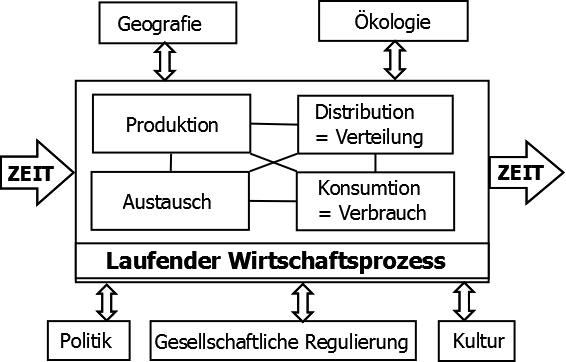 Geografie
Ökologie
Produktion
Distribution
= Verteilung
ZEIT
ZEIT
Austausch
Konsumtion
= Verbrauch
Laufender Wirtschaftsprozess
Politik
Gesellschaftliche Regulierung
Kultur